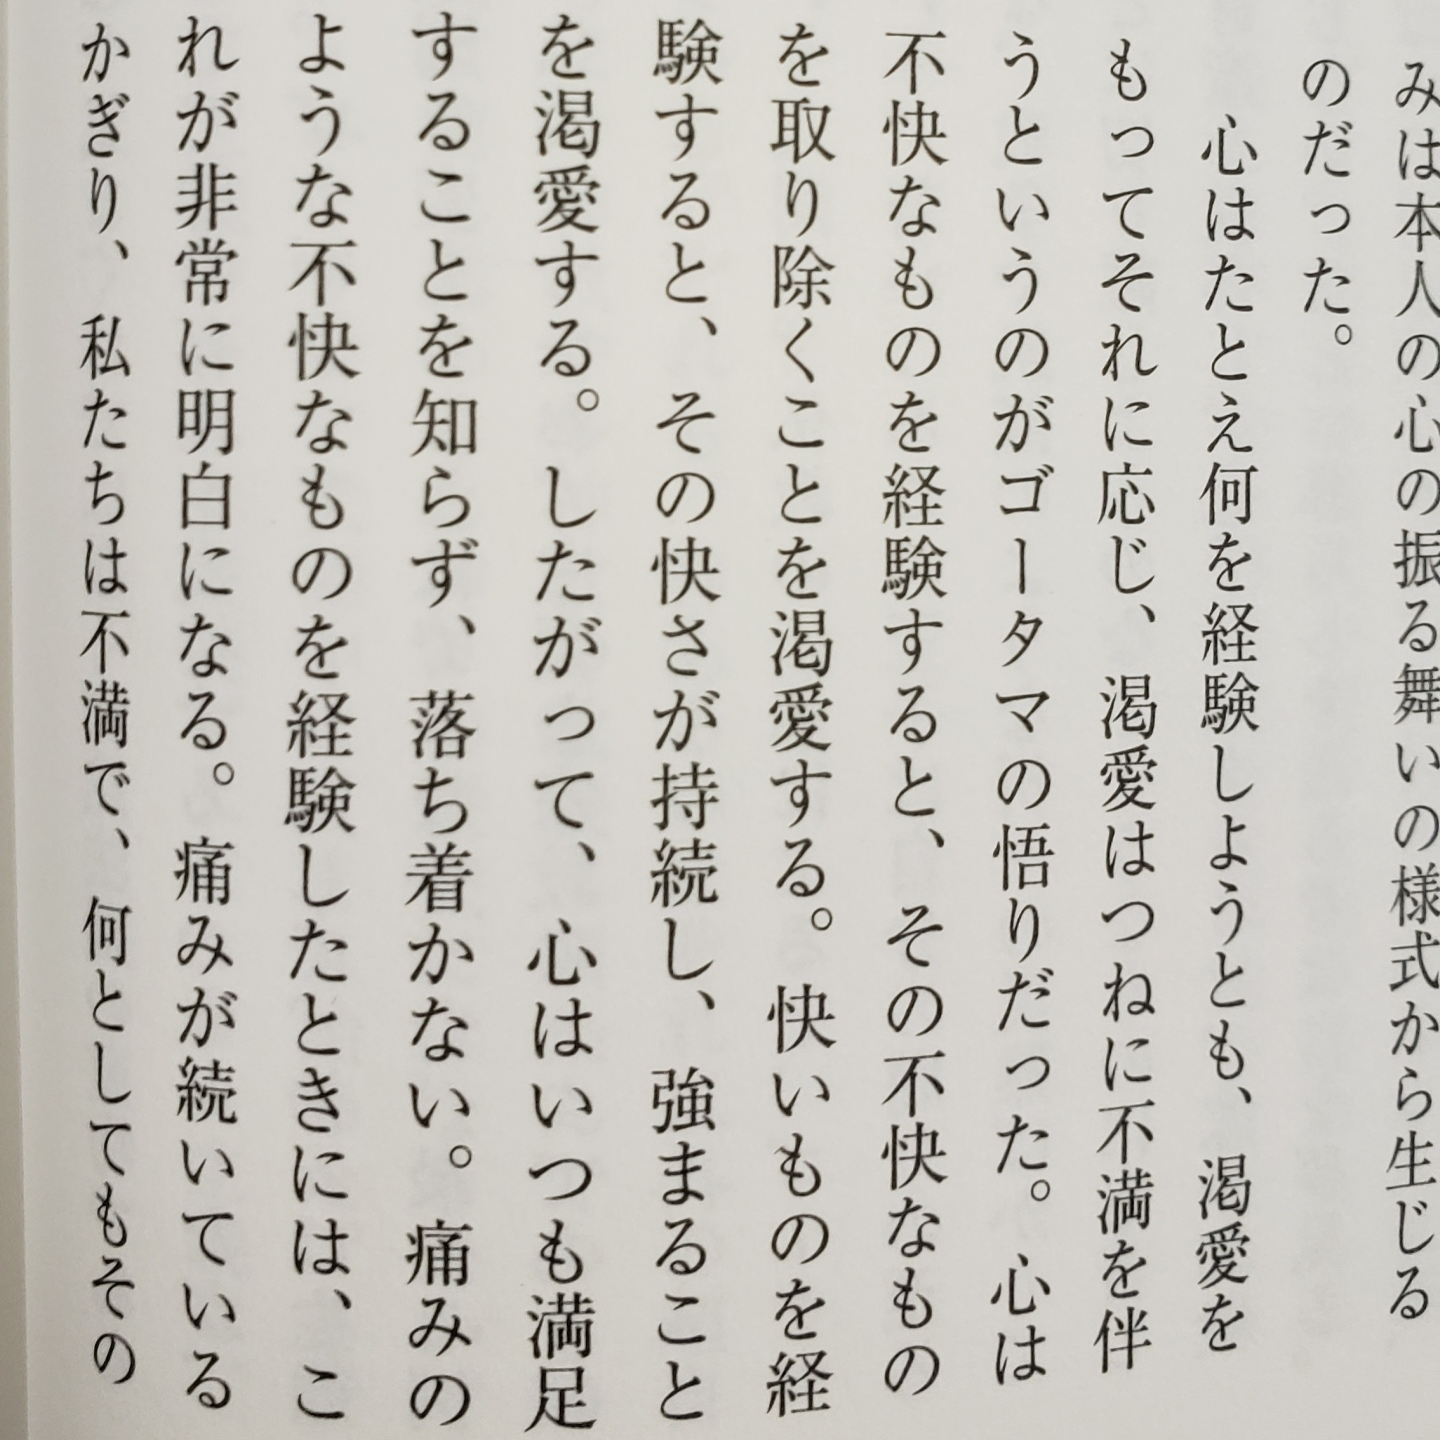 みは本人の心の振る舞いの様式から生じる
のだった。
心はたとえ何を経験しようとも、渇愛を
もってそれに応じ、渇愛はつねに不満を伴
うというのがゴータマの悟りだった。心は
不快なものを経験すると、その不快なもの
を取り除くことを渇愛する。快いものを経
験すると、その快さが持続し、強まること
を渇愛する。したがって、心はいつも満足
することを知らず、落ち着かない。痛みの
ような不快なものを経験したときには、こ
れが非常に明白になる。痛みが続いている
かぎり、私たちは不満で、何としてもその